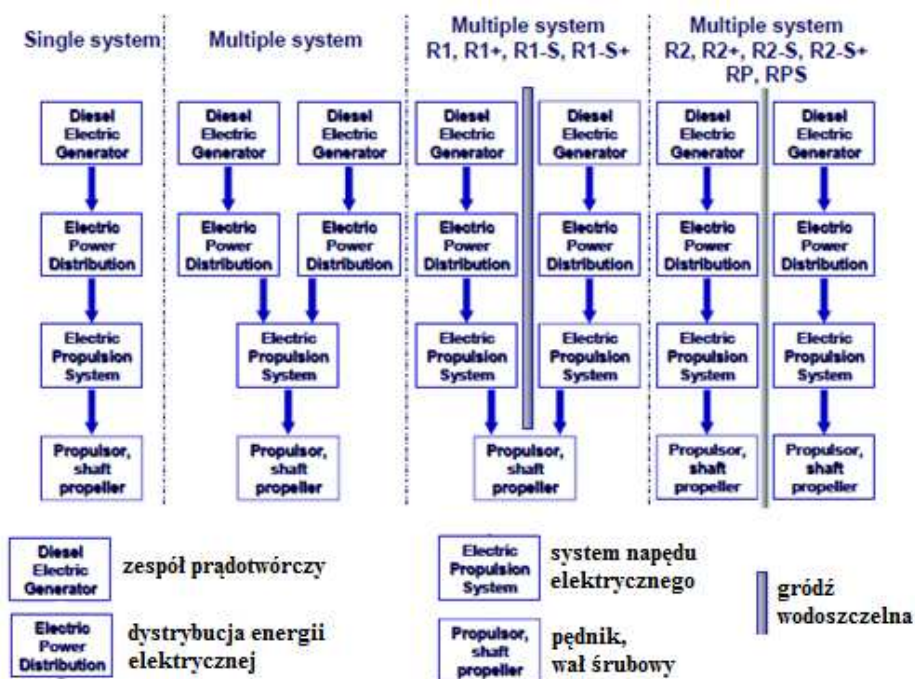 Single system
Multiple system
Multiple system
R1, R1+, R1-S, R1-S+
Multiple system
R2, R2+, R2-S, R2-S+
RP, RPS
Diesel
Electric
Generator
Electric
Power
Distribution
Electric
Propulsion
System
Propulsor,
shaft
propeller
Diesel
Electric
Generator
Diesel
Electric
Generator
Electric
Power
Distribution
Electric
Power
Distribution
Electric
Propulsion
System
Propulsor,
shaft
propeller
Diesel
Electric
Generator
Diesel
Electric
Generator
Electric
Power
Distribution
Electric
Power
Distribution
Electric
Propulsion
System
Electric
Propulsion
System
Propulsor,
shaft
propeller
Diesel
Electric
Generator
Diesel
Electric
Generator
Electric
Power
Distribution
Electric
Power
Distribution
Electric
Propulsion
System
Electric
Propulsion
System
Propulsor,
shaft
propeller
Propulsor,
shaft
propeller
Diesel
Electric
Generator
zespół prądotwórczy
Electric
Power
Distribution
dystrybucja energii
elektrycznej
Electric
Propulsion
System
system napędu
elektrycznego
Propulsor,
shaft
propeller
pędnik,
wał śrubowy
gródź
wodoszczelna